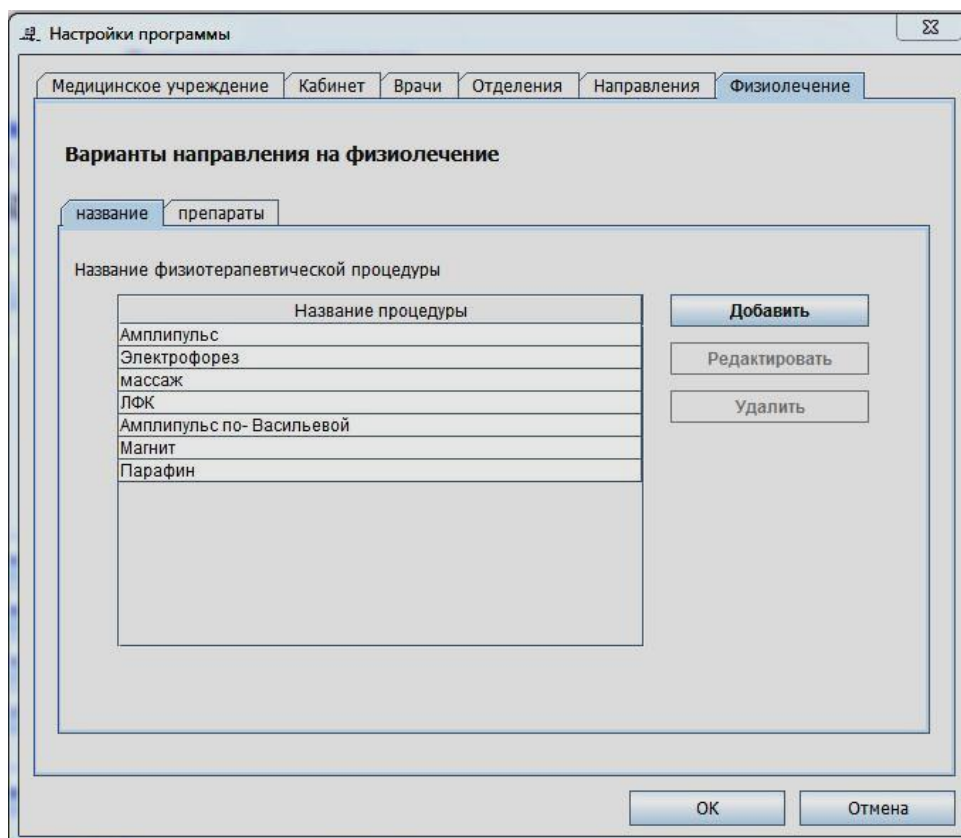 Настройки программы
Медицинское учреждение Кабинет Врачи Отделения Направления Физиолечение
Варианты направления на физиолечение
название препараты
Название физиотерапевтической процедуры
Название процедуры
Добавить
Амплипульс
Электрофорез
Редактировать
массаж
ЛФК
Удалить
Амплипульс по- Васильевой
Магнит
Парафин
ОК Отмена